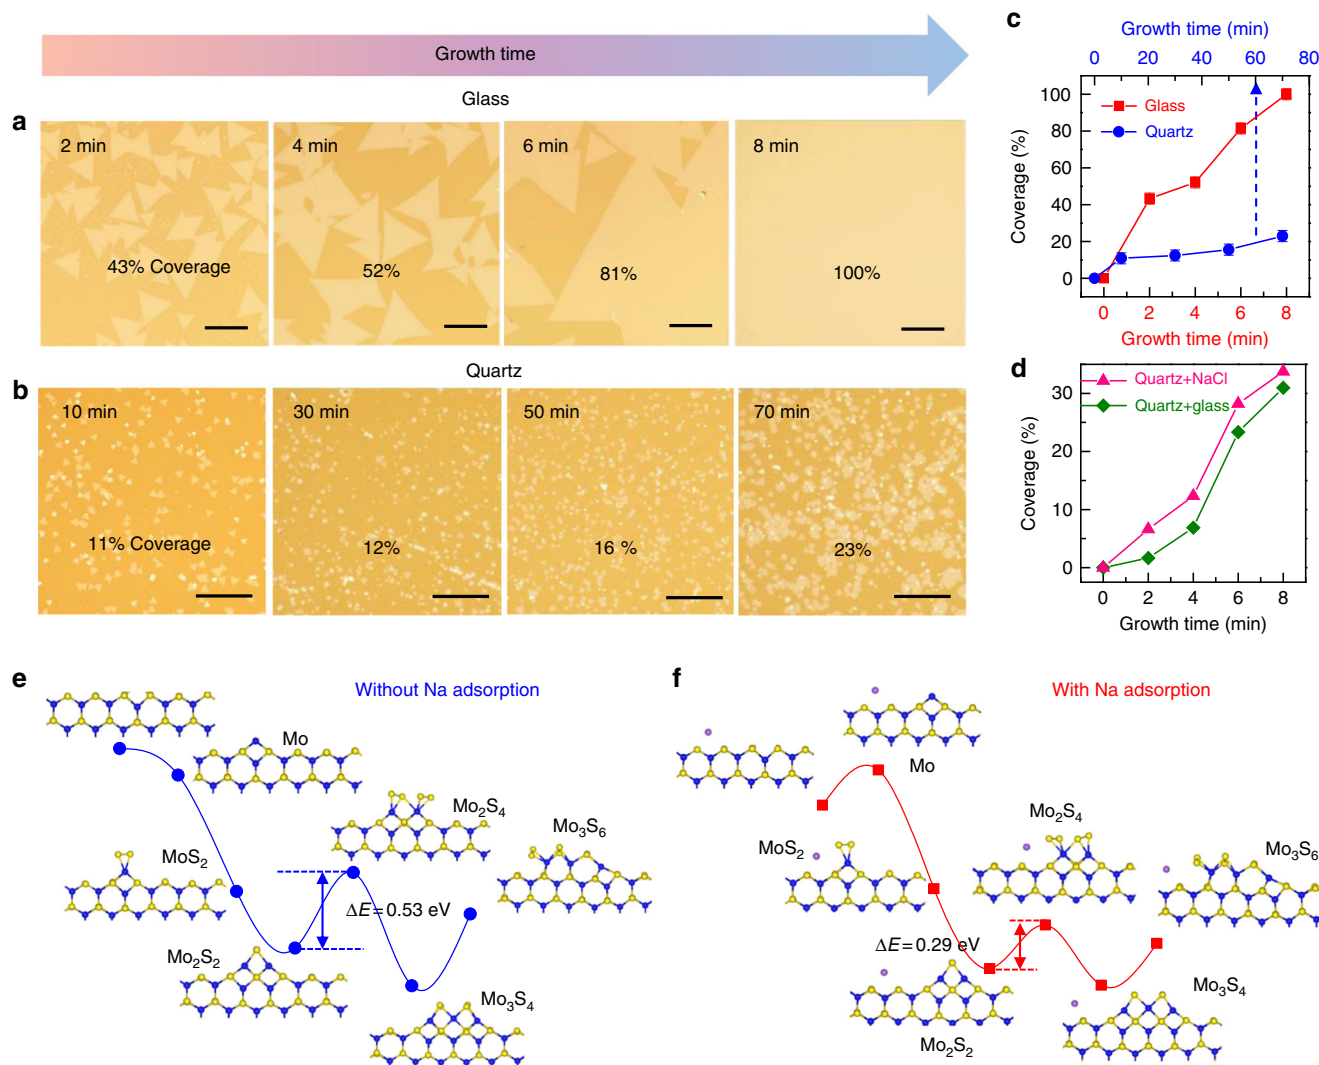 Growth time
Glass
a
2 min
4 min
6 min
8 min
43% Coverage
52%
81%
100%
Quartz
b
10 min
30 min
50 min
70 min
11% Coverage
12%
16 %
23%
c
Growth time (min)
0 20 40 60 80
100
80
60
40
20
0
Coverage (%)
Glass
Quartz
0 2 4 6 8
Growth time (min)
d
30
20
10
0
Coverage (%)
Quartz+NaCl
Quartz+glass
0 2 4 6 8
Growth time (min)
e
Without Na adsorption
Mo
MoS2
Mo2S2
Mo2S4
Mo3S6
ΔE=0.53 eV
Mo3S4
f
With Na adsorption
Mo
MoS2
Mo2S4
Mo3S6
ΔE=0.29 eV
Mo2S2
Mo3S4